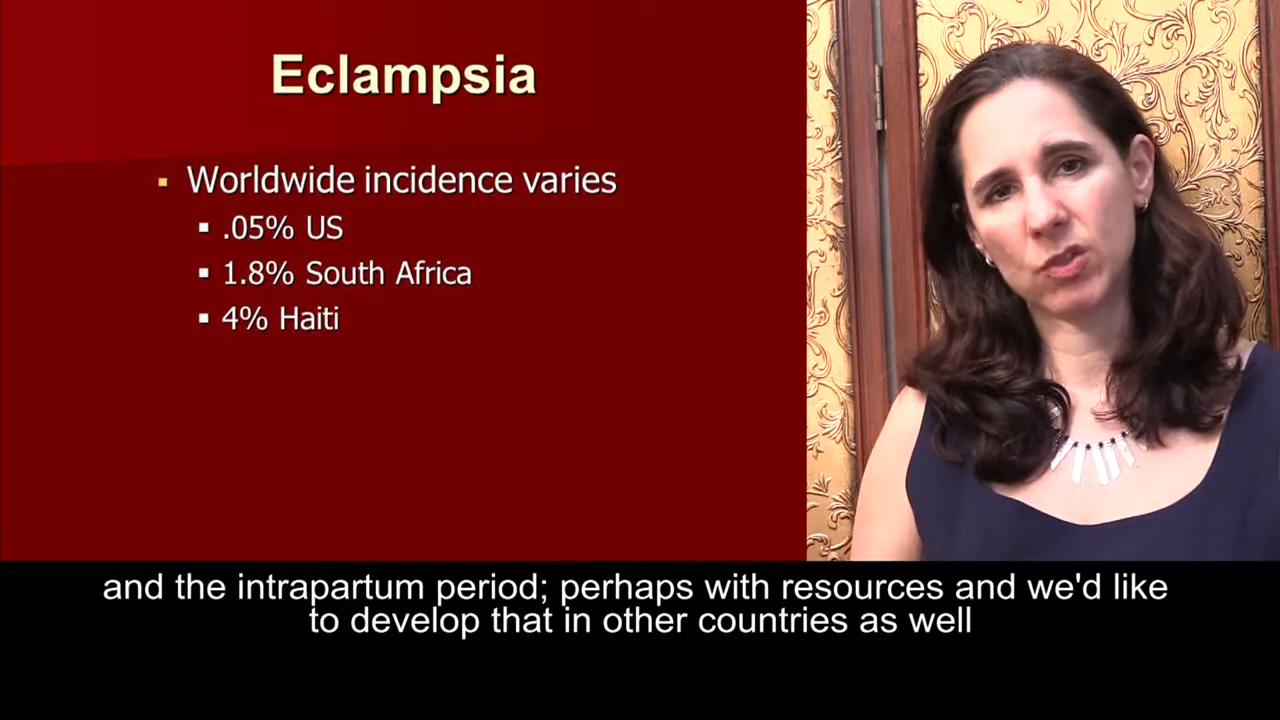 Eclampsia
▪ Worldwide incidence varies
▪ .05% US
▪ 1.8% South Africa
▪ 4% Haiti
and the intrapartum period; perhaps with resources and we'd like
to develop that in other countries as well